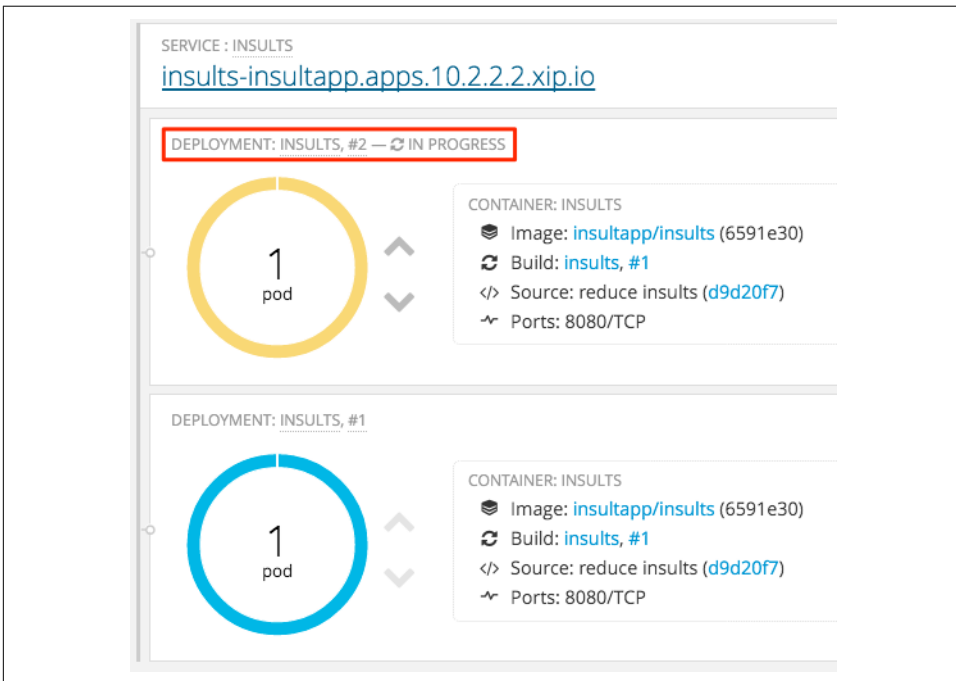 SERVICE : INSULTS
insults-insultapp.apps.10.2.2.2.xip.io
DEPLOYMENT: INSULTS, #2 — IN PROGRESS
1
pod
CONTAINER: INSULTS
Image: insultapp/insults (6591e30)
Build: insults, #1
</> Source: reduce insults (d9d20f7)
Ports: 8080/TCP
DEPLOYMENT: INSULTS, #1
1
pod
CONTAINER: INSULTS
Image: insultapp/insults (6591e30)
Build: insults, #1
</> Source: reduce insults (d9d20f7)
Ports: 8080/TCP